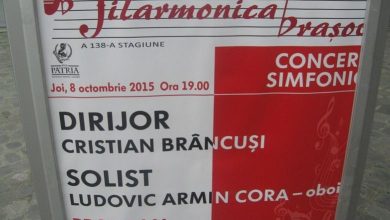 filarmonica brașov
A 138-A STAGIUNE
PATRIA
CONCERT
SIMFONIC
Joi, 8 octombrie 2015 Ora 19.00
DIRIJOR
CRISTIAN BRÂNCUȘI
SOLIST
LUDOVIC ARMIN CORA – oboi